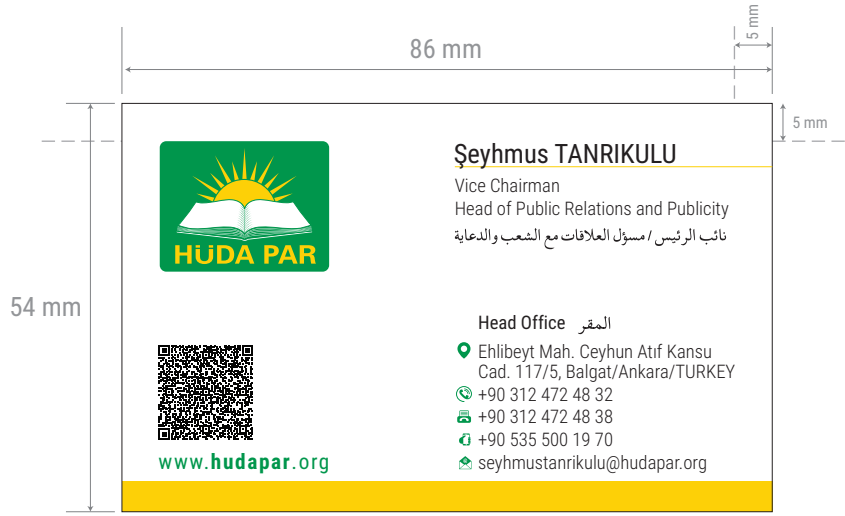 86 mm
5 mm
5 mm
54 mm
HÜDA PAR
Şeyhmus TANRIKULU
Vice Chairman
Head of Public Relations and Publicity
نائب الرئيس / مسؤل العلاقات مع الشعب والدعاية
Head Office المقر
Ehlibeyt Mah. Ceyhun Atıf Kansu
Cad. 117/5, Balgat/Ankara/TURKEY
+90 312 472 48 32
+90 312 472 48 38
+90 535 500 19 70
seyhmustanrikulu@hudapar.org
www.hudapar.org